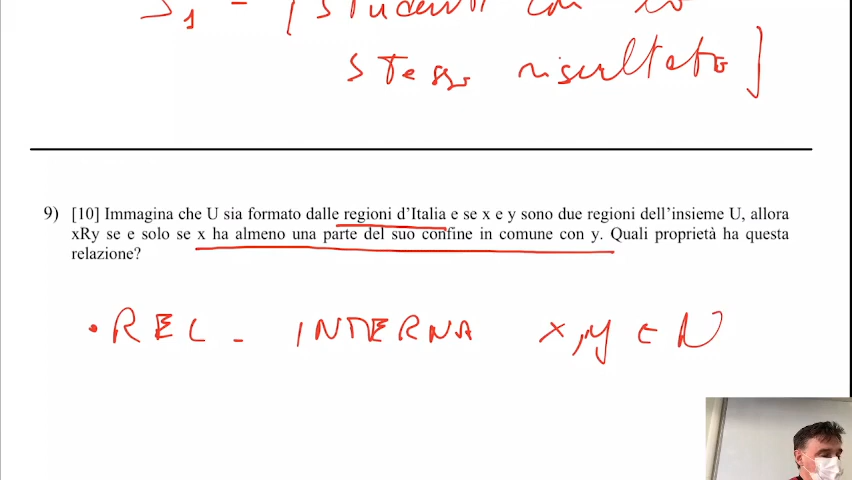 S1 = {studenti con lo
stesso risultato}
9) [10] Immagina che U sia formato dalle regioni d’Italia e se x e y sono due regioni dell’insieme U, allora
xRy se e solo se x ha almeno una parte del suo confine in comune con y. Quali proprietà ha questa
relazione?
• REL. INTERNA x,y ∈ U